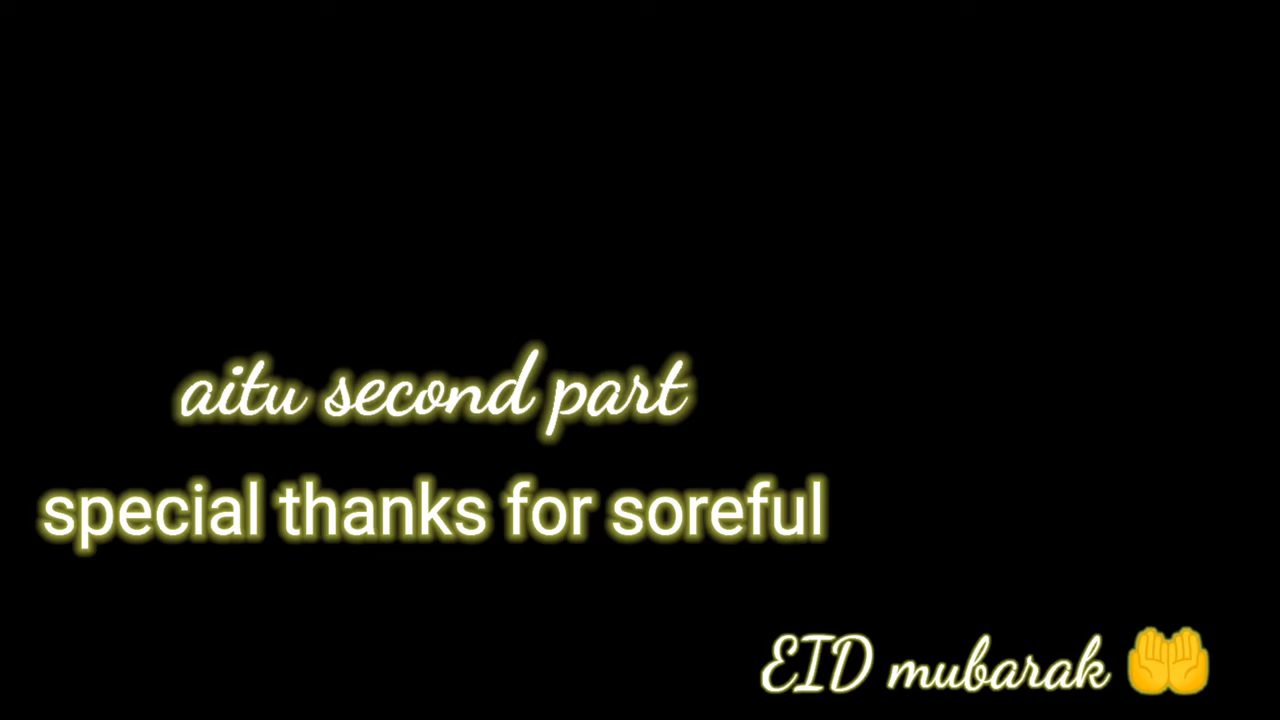 aitu second part
special thanks for soreful
EID mubarak 🤲